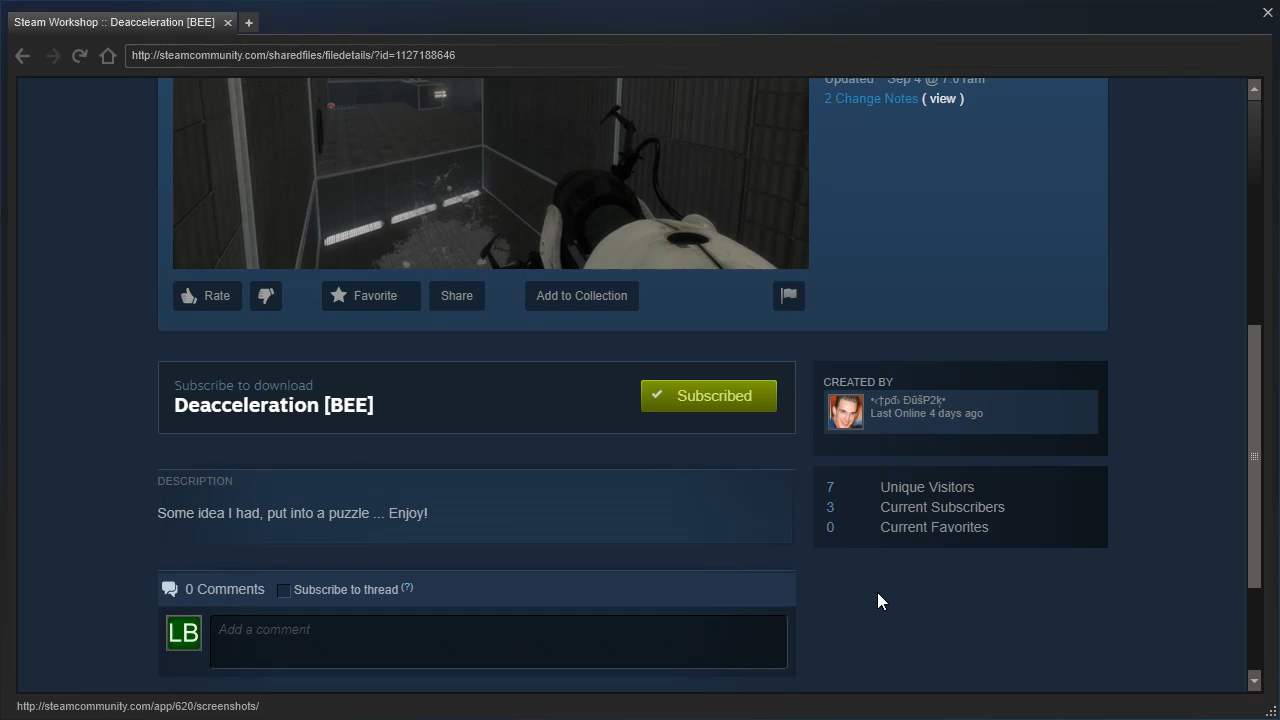 Steam Workshop :: Deacceleration [BEE]
http://steamcommunity.com/sharedfiles/filedetails/?id=1127188646
Updated Sep 4 @
2 Change Notes ( view )
Rate
Favorite
Share
Add to Collection
Subscribe to download
Deacceleration [BEE]
Subscribed
CREATED BY
Last Online 4 days ago
DESCRIPTION
Some idea I had, put into a puzzle ... Enjoy!
7 Unique Visitors
3 Current Subscribers
0 Current Favorites
0 Comments
Subscribe to thread (?)
LB
Add a comment
http://steamcommunity.com/app/620/screenshots/